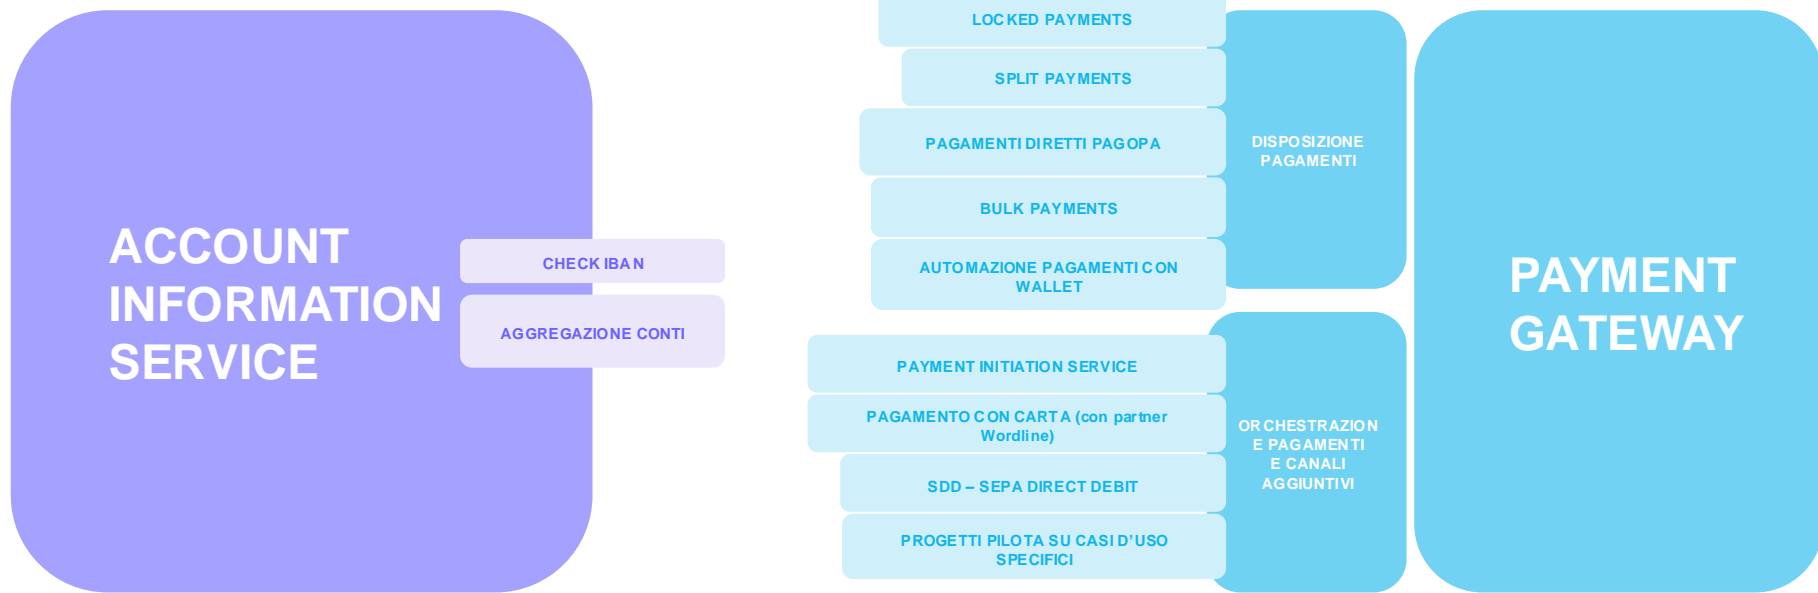 ACCOUNT
INFORMATION
SERVICE
CHECK IBAN
AGGREGAZIONE CONTI
LOCKED PAYMENTS
SPLIT PAYMENTS
PAGAMENTI DIRETTI PAGOPA
BULK PAYMENTS
AUTOMAZIONE PAGAMENTI CON
WALLET
DISPOSIZIONE
PAGAMENTI
PAYMENT INITIATION SERVICE
PAGAMENTO CON CARTA (con partner
Wordline)
SDD – SEPA DIRECT DEBIT
PROGETTI PILOTA SU CASI D’USO
SPECIFICI
ORCHESTRAZION
E PAGAMENTI
E CANALI
AGGIUNTIVI
PAYMENT
GATEWAY